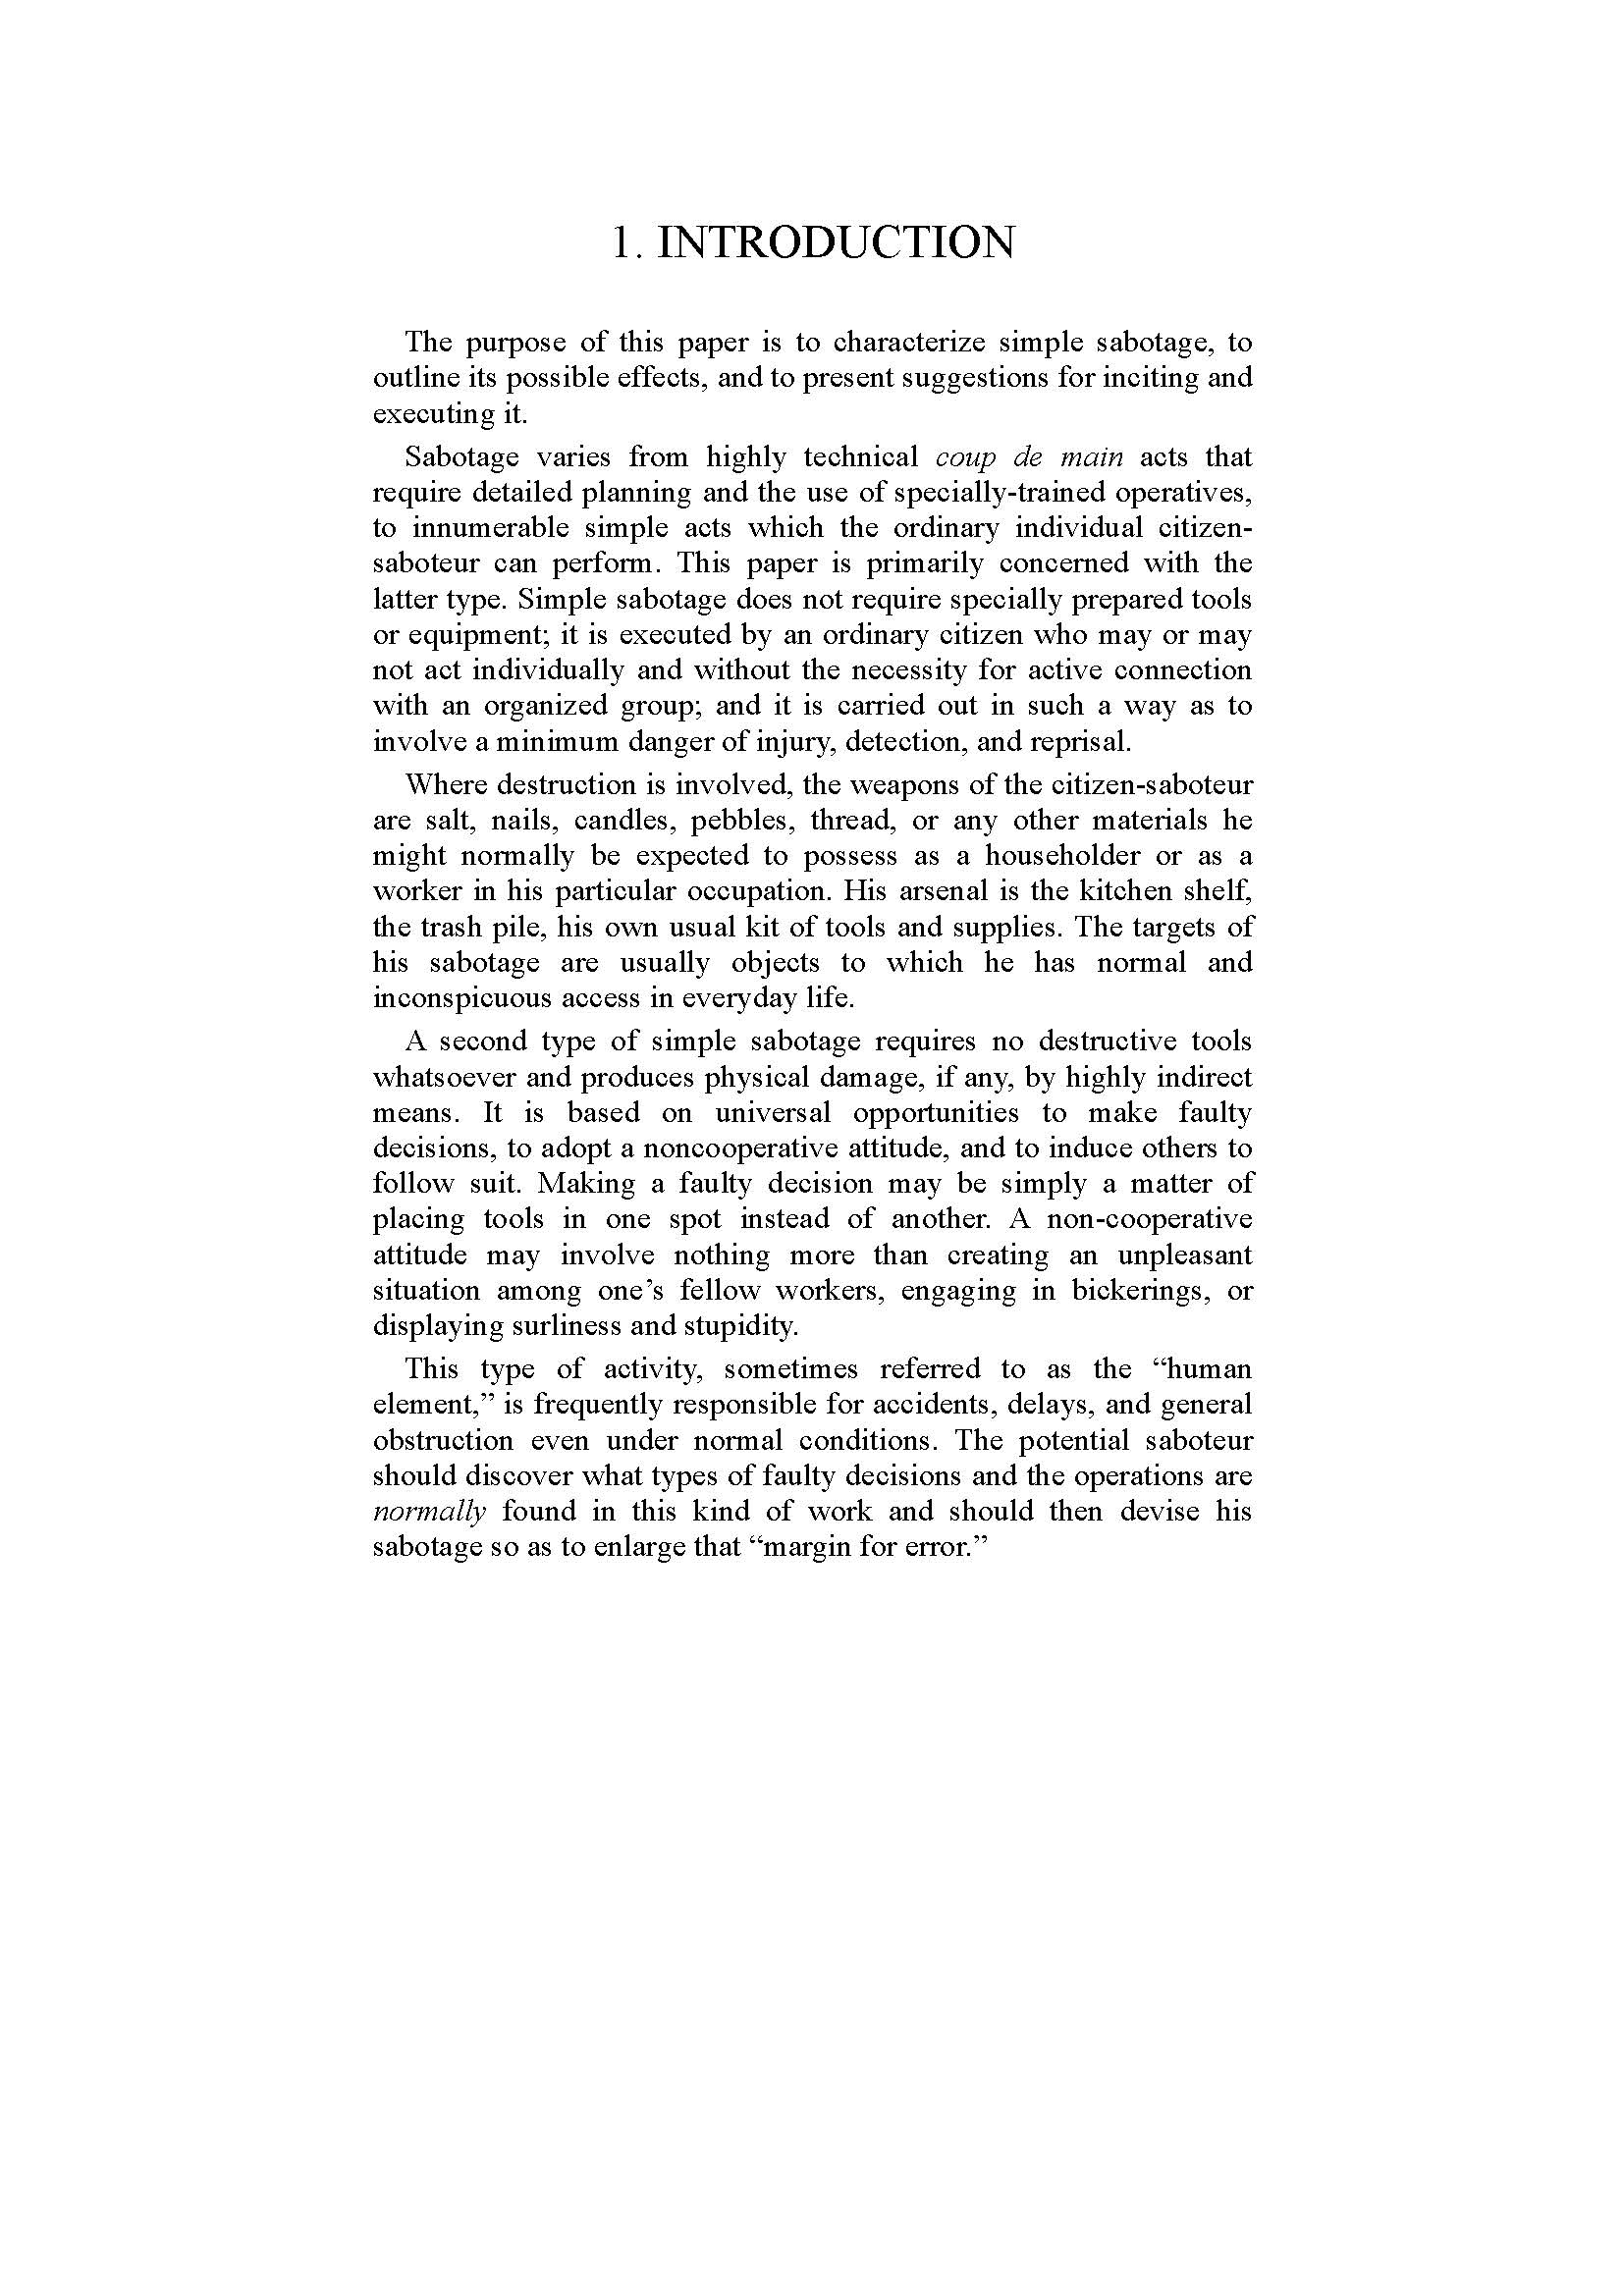 1. INTRODUCTION
The purpose of this paper is to characterize simple sabotage, to
outline its possible effects, and to present suggestions for inciting and
executing it.
Sabotage varies from highly technical coup de main acts that
require detailed planning and the use of specially-trained operatives,
to innumerable simple acts which the ordinary individual citizen-
saboteur can perform. This paper is primarily concerned with the
latter type. Simple sabotage does not require specially prepared tools
or equipment; it is executed by an ordinary citizen who may or may
not act individually and without the necessity for active connection
with an organized group; and it is carried out in such a way as to
involve a minimum danger of injury, detection, and reprisal.
Where destruction is involved, the weapons of the citizen-saboteur
are salt, nails, candles, pebbles, thread, or any other materials he
might normally be expected to possess as a householder or as a
worker in his particular occupation. His arsenal is the kitchen shelf,
the trash pile, his own usual kit of tools and supplies. The targets of
his sabotage are usually objects to which he has normal and
inconspicuous access in everyday life.
A second type of simple sabotage requires no destructive tools
whatsoever and produces physical damage, if any, by highly indirect
means. It is based on universal opportunities to make faulty
decisions, to adopt a noncooperative attitude, and to induce others to
follow suit. Making a faulty decision may be simply a matter of
placing tools in one spot instead of another. A non-cooperative
attitude may involve nothing more than creating an unpleasant
situation among one’s fellow workers, engaging in bickerings, or
displaying surliness and stupidity.
This type of activity, sometimes referred to as the “human
element,” is frequently responsible for accidents, delays, and general
obstruction even under normal conditions. The potential saboteur
should discover what types of faulty decisions and the operations are
normally found in this kind of work and should then devise his
sabotage so as to enlarge that “margin for error.”